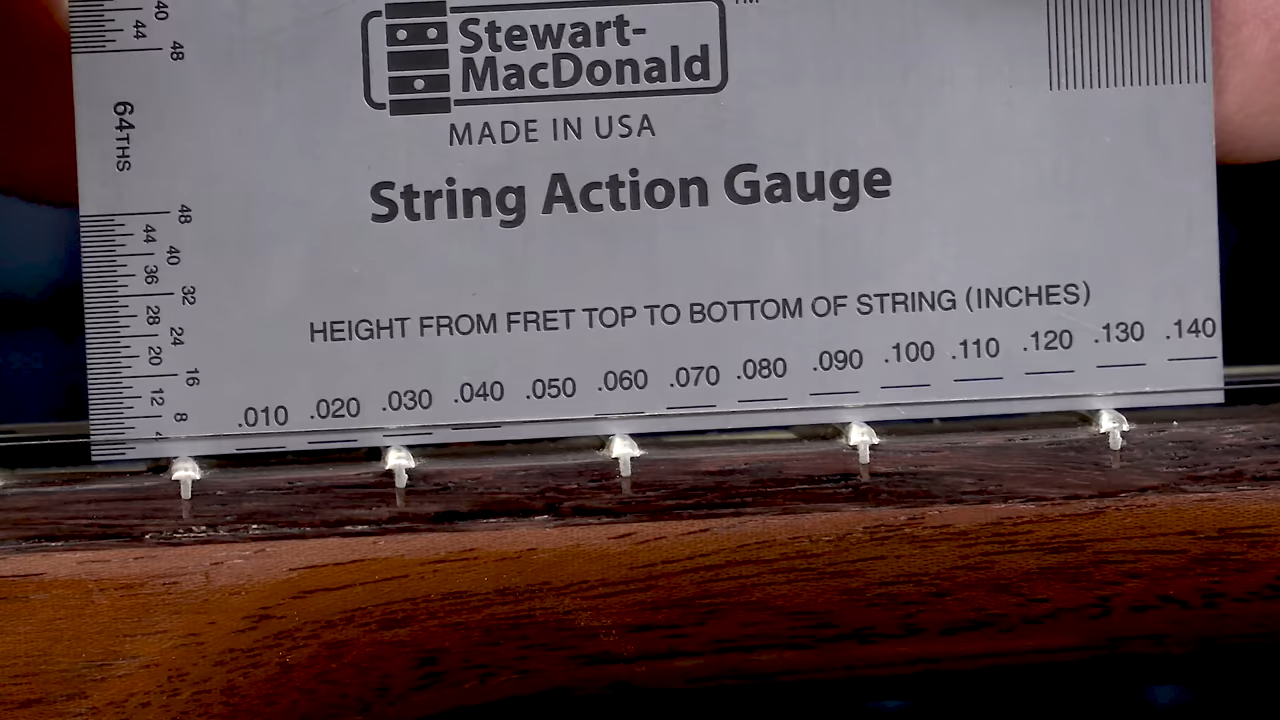 40
44
48
Stewart-
MacDonald
TM
MADE IN USA
64THS
String Action Gauge
48
44
40
36
32
28
24
20
16
12
8
4
HEIGHT FROM FRET TOP TO BOTTOM OF STRING (INCHES)
.010 .020 .030 .040 .050 .060 .070 .080 .090 .100 .110 .120 .130 .140